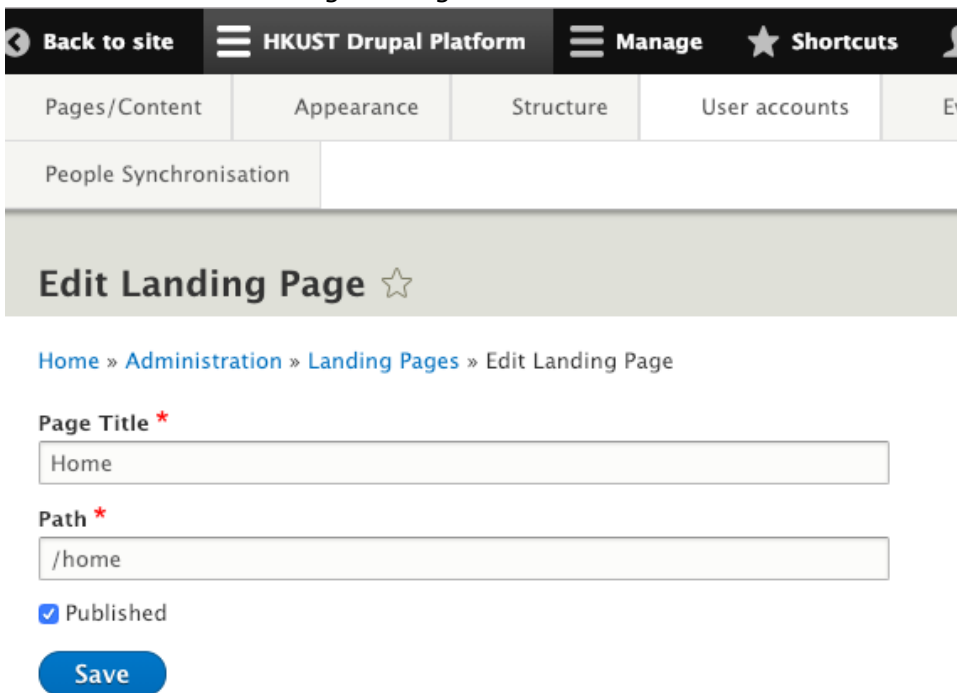 Back to site HKUST Drupal Platform Manage Shortcuts
Pages/Content Appearance Structure User accounts
People Synchronisation
Edit Landing Page
Home » Administration » Landing Pages » Edit Landing Page
Page Title *
Home
Path *
/home
Published
Save